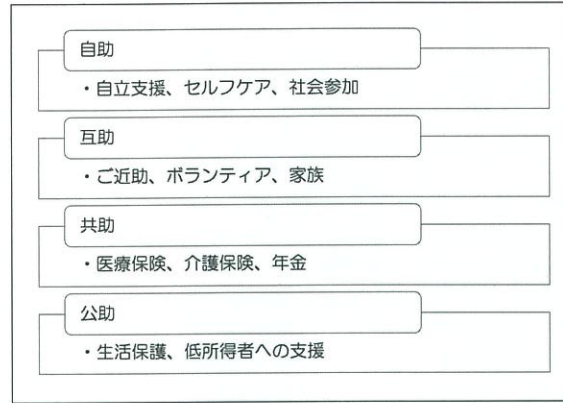 自助
・自立支援、セルフケア、社会参加
互助
・ご近助、ボランティア、家族
共助
・医療保険、介護保険、年金
公助
・生活保護、低所得者への支援